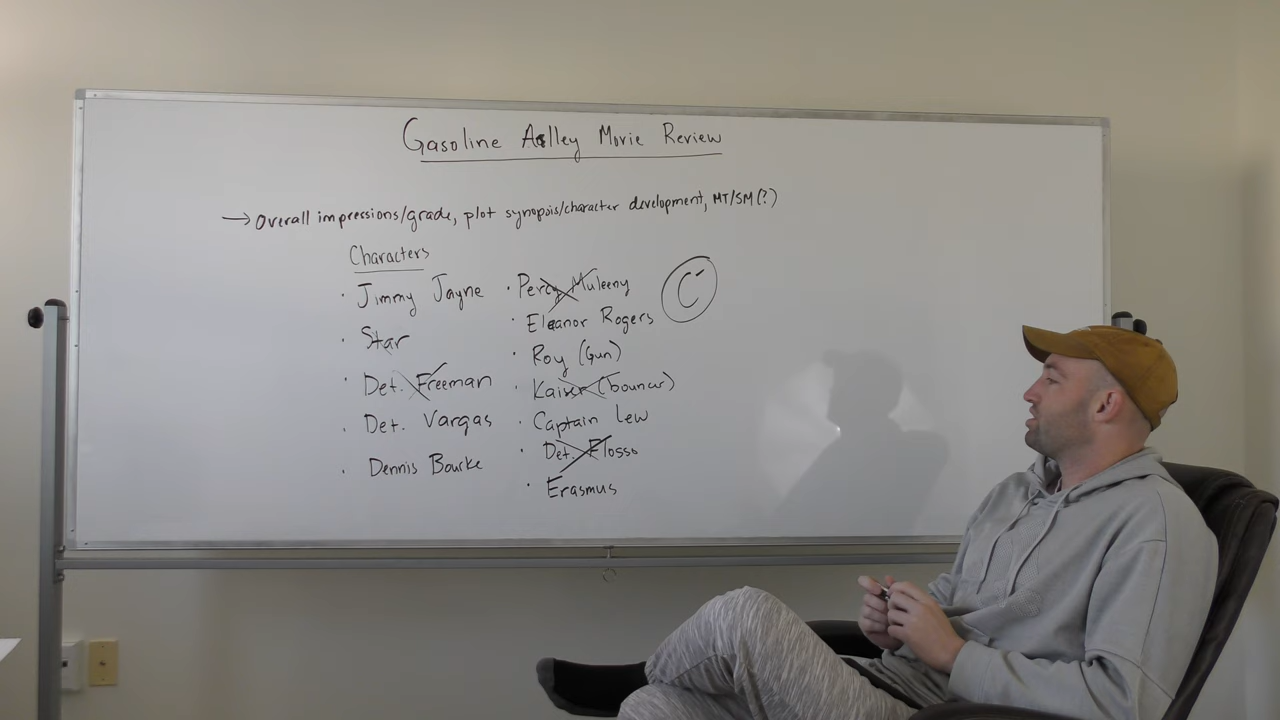 Gasoline Alley Movie Review
→ Overall impressions/grade, plot synopsis/character development, MT/SM(?)
Characters
· Jimmy Jayne
· Star
· Det. Freeman
· Det. Vargas
· Dennis Bourke
· Percy Muleeny
· Eleanor Rogers
· Roy (Gun)
· Kaiser (bouncer)
· Captain Lew
· Det. Flosso
· Erasmus
C-